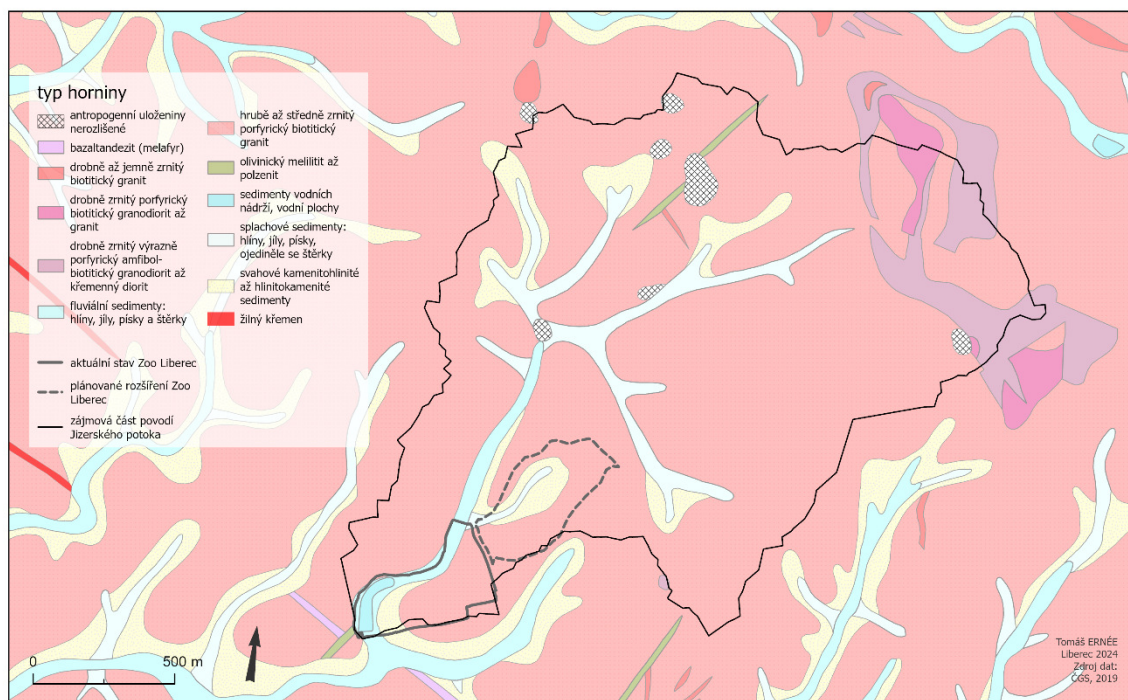 typ horniny
antropogenní uloženiny
nerozlišené
bazaltandezit (melafyr)
drobně až jemně zrnitý
biotitický granit
drobně zrnitý porfyrický
biotitický granodiorit až
granit
drobně zrnitý výrazně
porfyrický amfibol-
biotitický granodiorit až
křemenný diorit
fluviální sedimenty:
hlíny, jíly, písky a štěrky
hrubě až středně zrnitý
porfyrický biotitický
granit
olivinický melilitit až
polzenit
sedimenty vodních
nádrží, vodní plochy
splachové sedimenty:
hlíny, jíly, písky,
ojediněle se štěrky
svahové kamenitohlinité
až hlinitokamenité
sedimenty
žilný křemen
aktuální stav Zoo Liberec
plánované rozšíření Zoo
Liberec
zájmová část povodí
Jizerského potoka
0 500 m
Tomáš ERNÉE
Liberec 2024
Zdroj dat:
ČGS, 2019